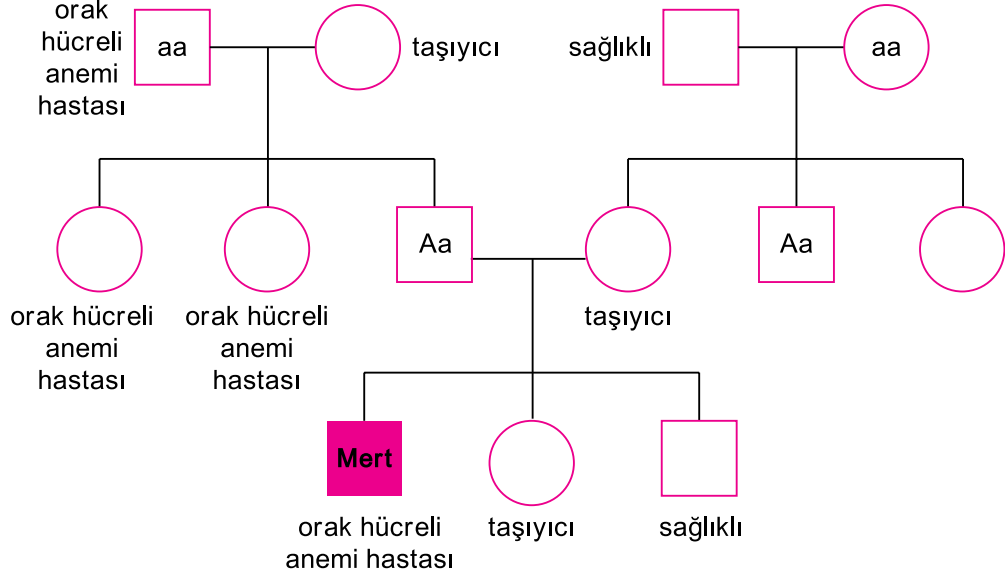 orak
hücreli
anemi
hastası
aa
taşıyıcı
sağlıklı
aa
Aa
Aa
orak hücreli
anemi
hastası
orak hücreli
anemi
hastası
taşıyıcı
Mert
orak hücreli
anemi hastası
taşıyıcı
sağlıklı